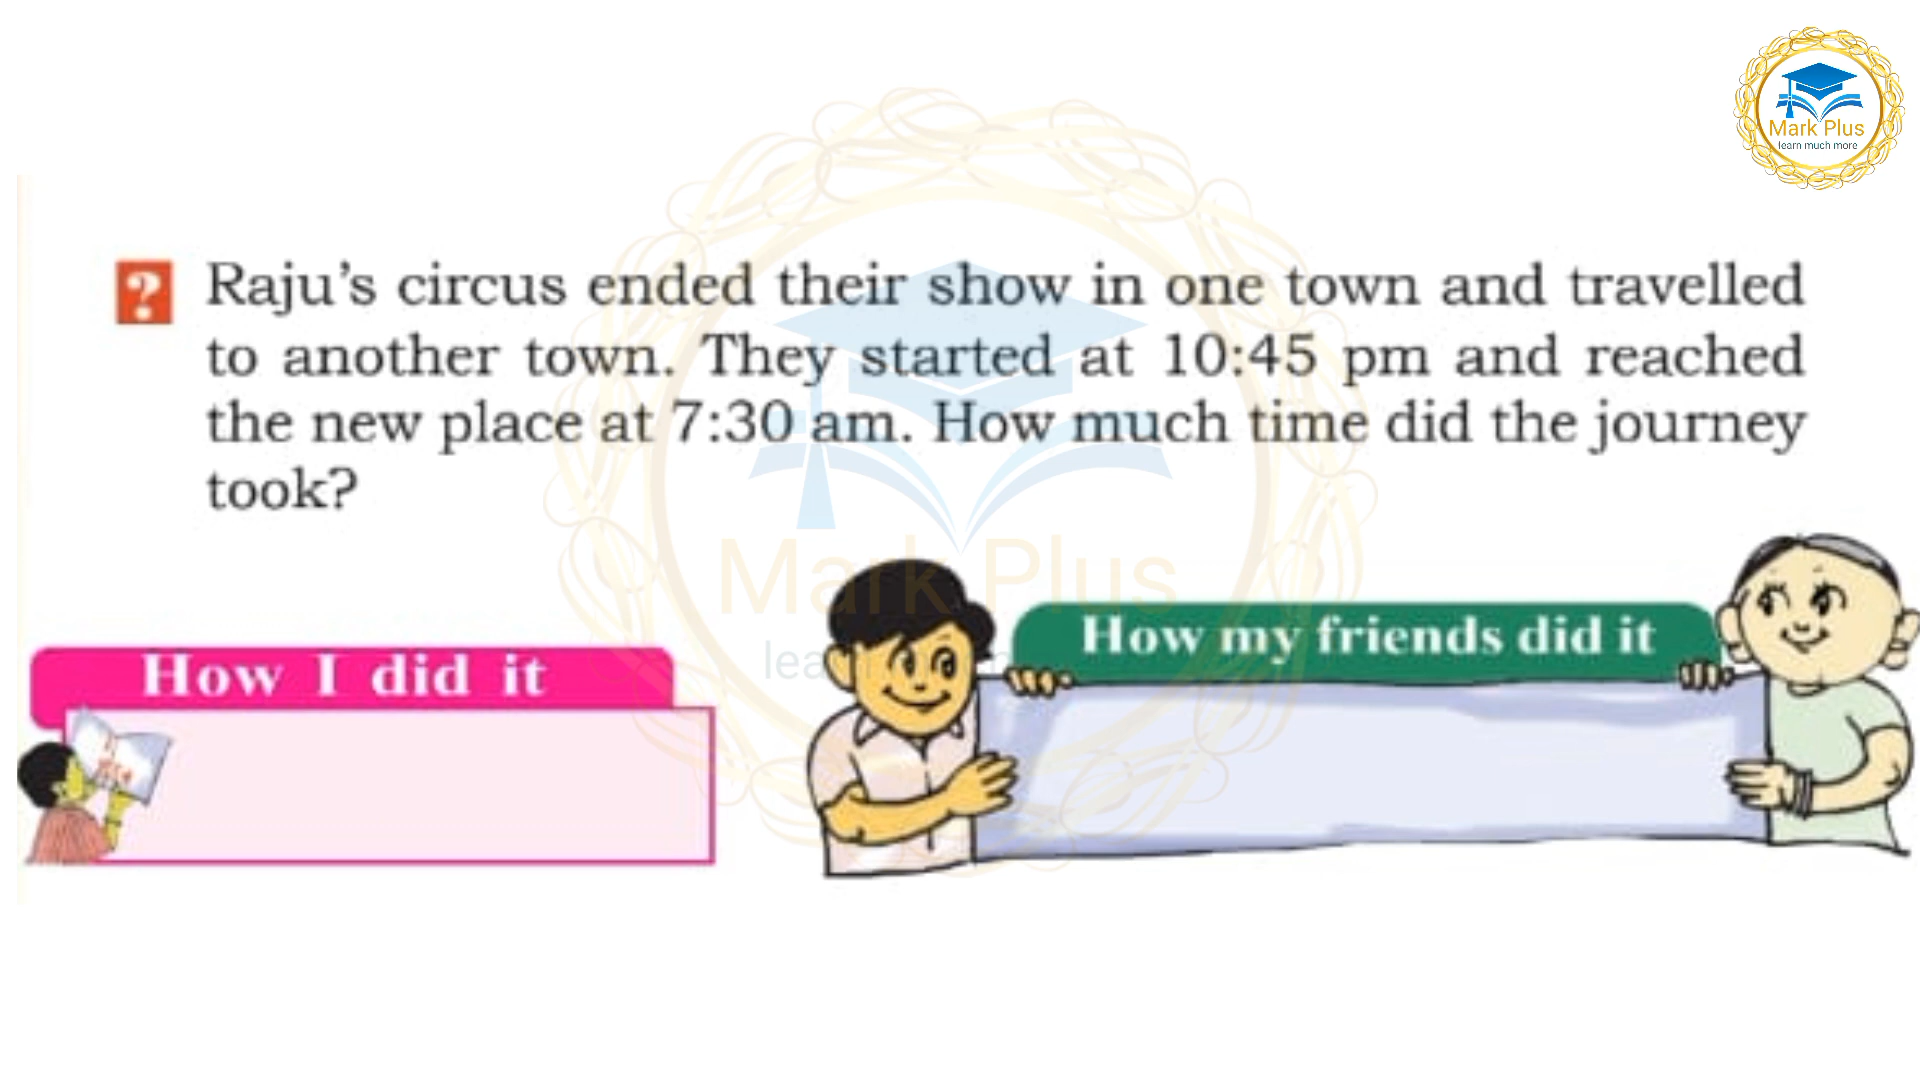 Mark Plus
learn much more
? Raju's circus ended their show in one town and travelled
to another town. They started at 10:45 pm and reached
the new place at 7:30 am. How much time did the journey
took?
Mark Plus
How my friends did it
How I did it